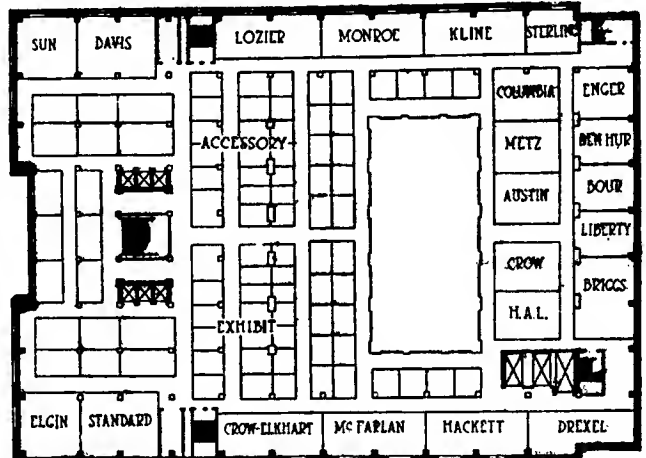 SUN DAVIS LOZIER MONROE KLINE STERLING
COLUMBIA ENGER
ACCESSORY METZ BEN HUR
AUSTIN BOUR
LIBERTY
CROW BRIGGS
EXHIBIT H.A.L.
ELGIN STANDARD CROW-ELKHART MCFARLAN HACKETT DREXEL